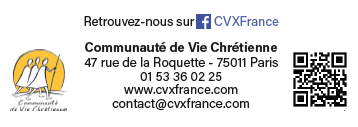 Retrouvez-nous sur CVXFrance
Communauté de Vie Chrétienne
47 rue de la Roquette - 75011 Paris
01 53 36 02 25
www.cvxfrance.com
contact@cvxfrance.com
Communauté
de Vie Chrétienne